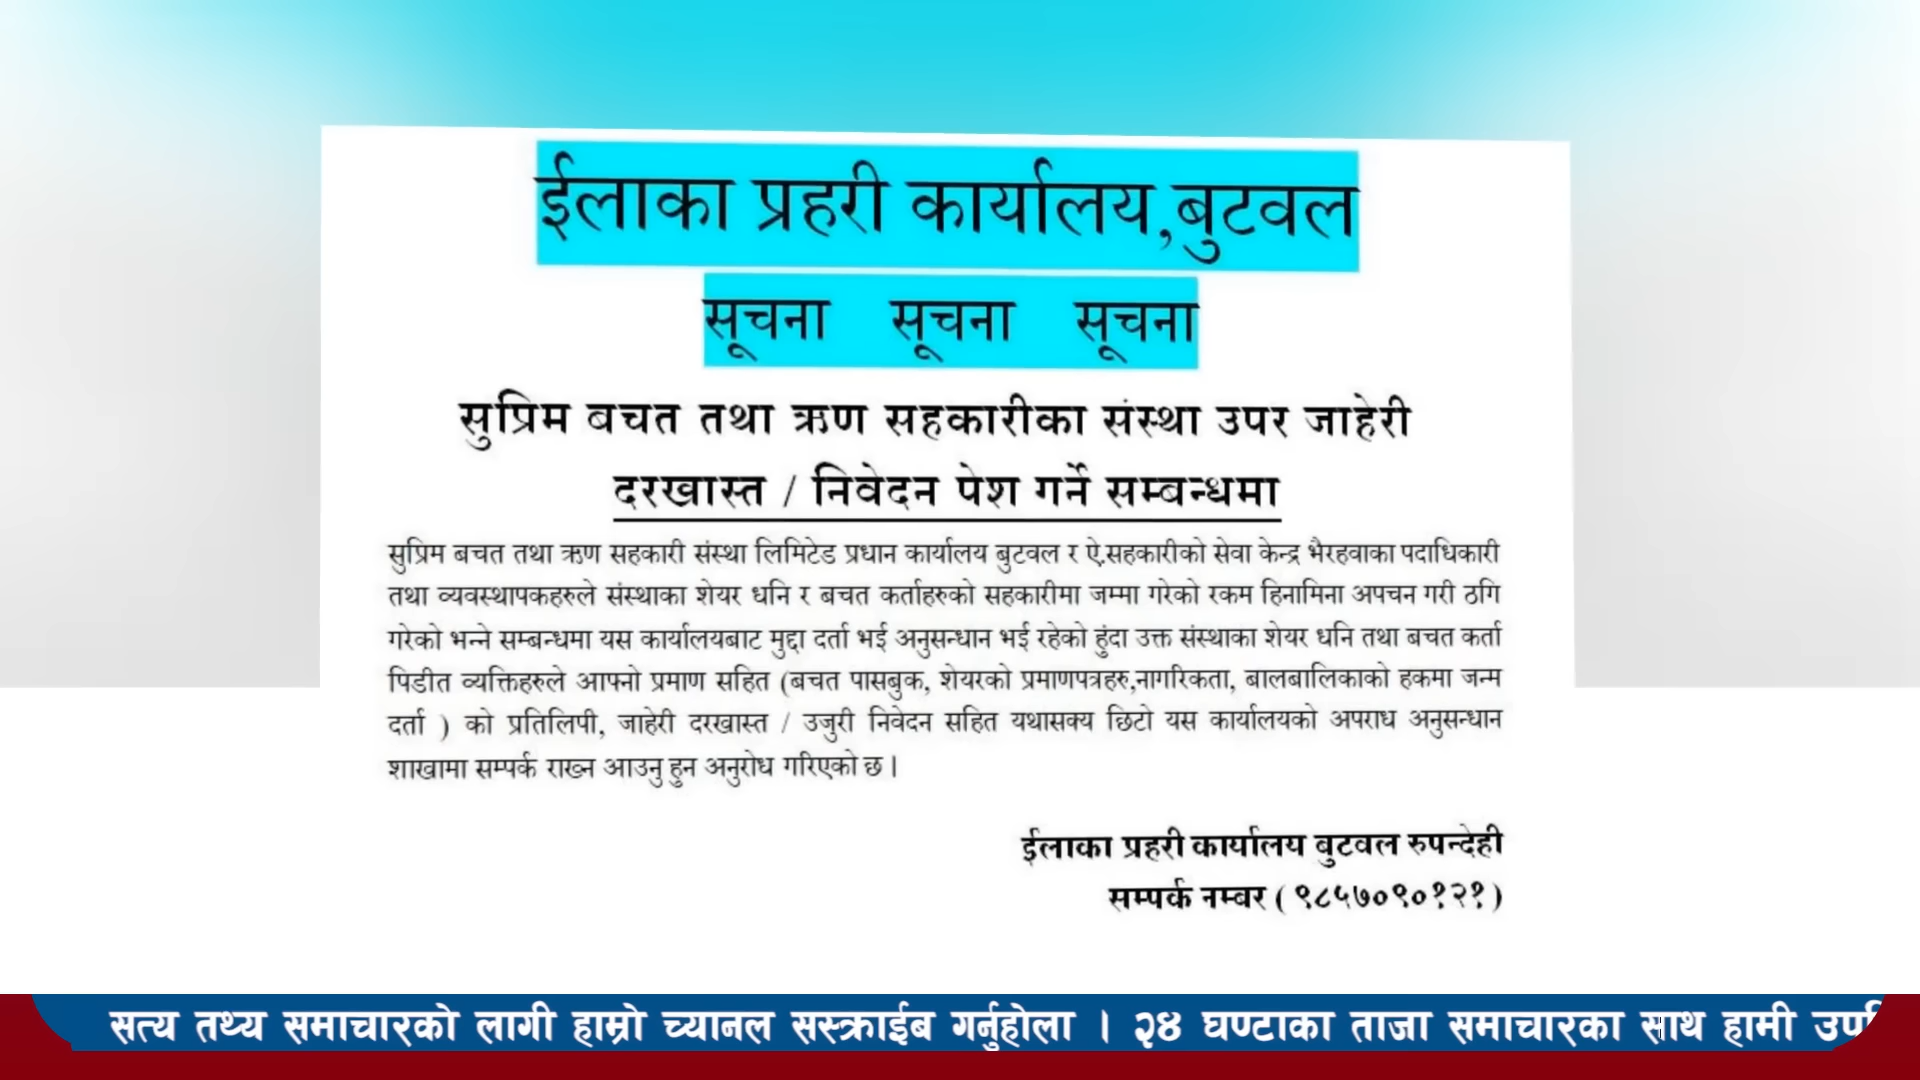 ईलाका प्रहरी कार्यालय,बुटवल
सूचना सूचना सूचना
सुप्रिम बचत तथा ऋण सहकारीका संस्था उपर जाहेरी
दरखास्त / निवेदन पेश गर्ने सम्बन्धमा
सुप्रिम बचत तथा ऋण सहकारी संस्था लिमिटेड प्रधान कार्यालय बुटवल र ऐ.सहकारीको सेवा केन्द्र भैरहवाका पदाधिकारी
तथा व्यवस्थापकहरुले संस्थाका शेयर धनि र बचत कर्ताहरुको सहकारीमा जम्मा गरेको रकम हिनामिना अपचन गरी ठगि
गरेको भन्ने सम्बन्धमा यस कार्यालयबाट मुद्दा दर्ता भई अनुसन्धान भई रहेको हुंदा उक्त संस्थाका शेयर धनि तथा बचत कर्ता
पिडीत व्यक्तिहरुले आफ्नो प्रमाण सहित (बचत पासबुक, शेयरको प्रमाणपत्रहरु,नागरिकता, बालबालिकाको हकमा जन्म
दर्ता ) को प्रतिलिपी, जाहेरी दरखास्त / उजुरी निवेदन सहित यथासक्य छिटो यस कार्यालयको अपराध अनुसन्धान
शाखामा सम्पर्क राख्न आउनु हुन अनुरोध गरिएको छ ।
ईलाका प्रहरी कार्यालय बुटवल रुपन्देही
सम्पर्क नम्बर ( ९८५७०९०१२१ )
सत्य तथ्य समाचारको लागी हाम्रो च्यानल सस्क्राईब गर्नुहोला । २४ घण्टाका ताजा समाचारका साथ हामी